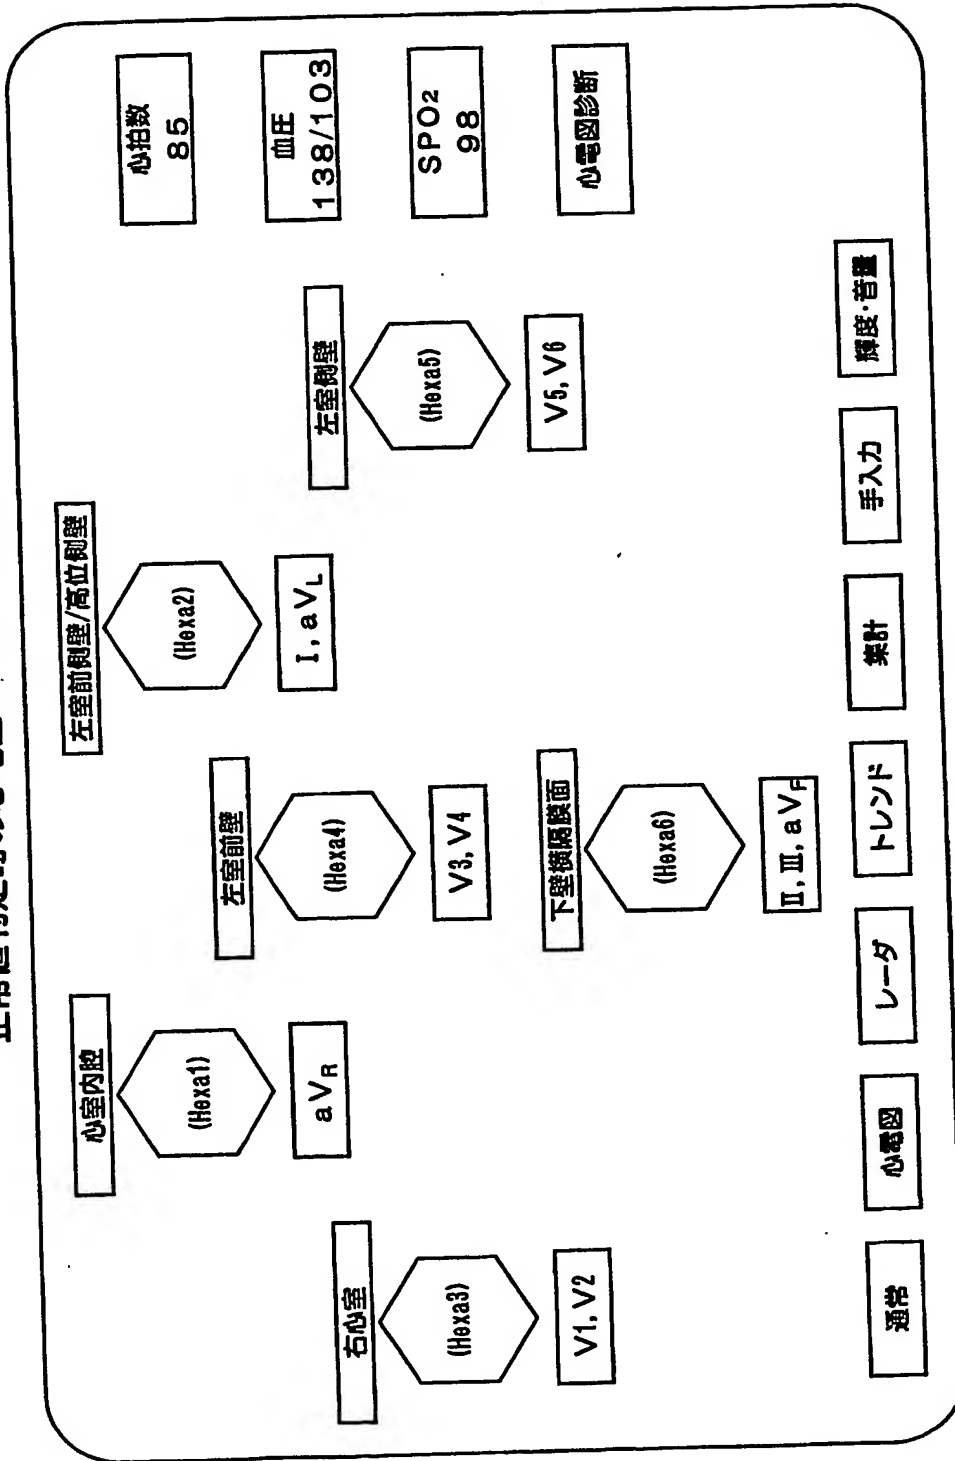 心室内腔
(Hexa1)
aVR
左室前側壁/高位側壁
(Hexa2)
I, aVL
右心室
(Hexa3)
V1, V2
左室前壁
(Hexa4)
V3, V4
左室側壁
(Hexa5)
V5, V6
下壁横隔膜面
(Hexa6)
II, III, aVF
心拍数
85
血圧
138/103
SPO2
98
心電図診断
通常
心電図
レーダ
トレンド
集計
手入力
輝度・音量